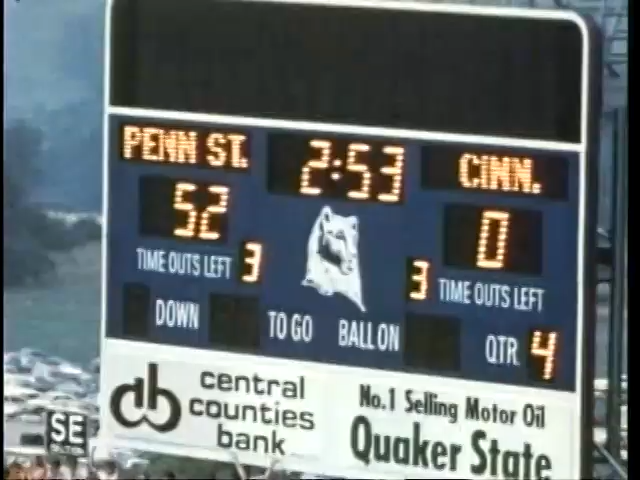 PENN ST. 2:53 CINN.
52 0
TIME OUTS LEFT 3 3 TIME OUTS LEFT
DOWN TO GO BALL ON QTR 4
central
counties
bank
No.1 Selling Motor Oil
Quaker State
SE